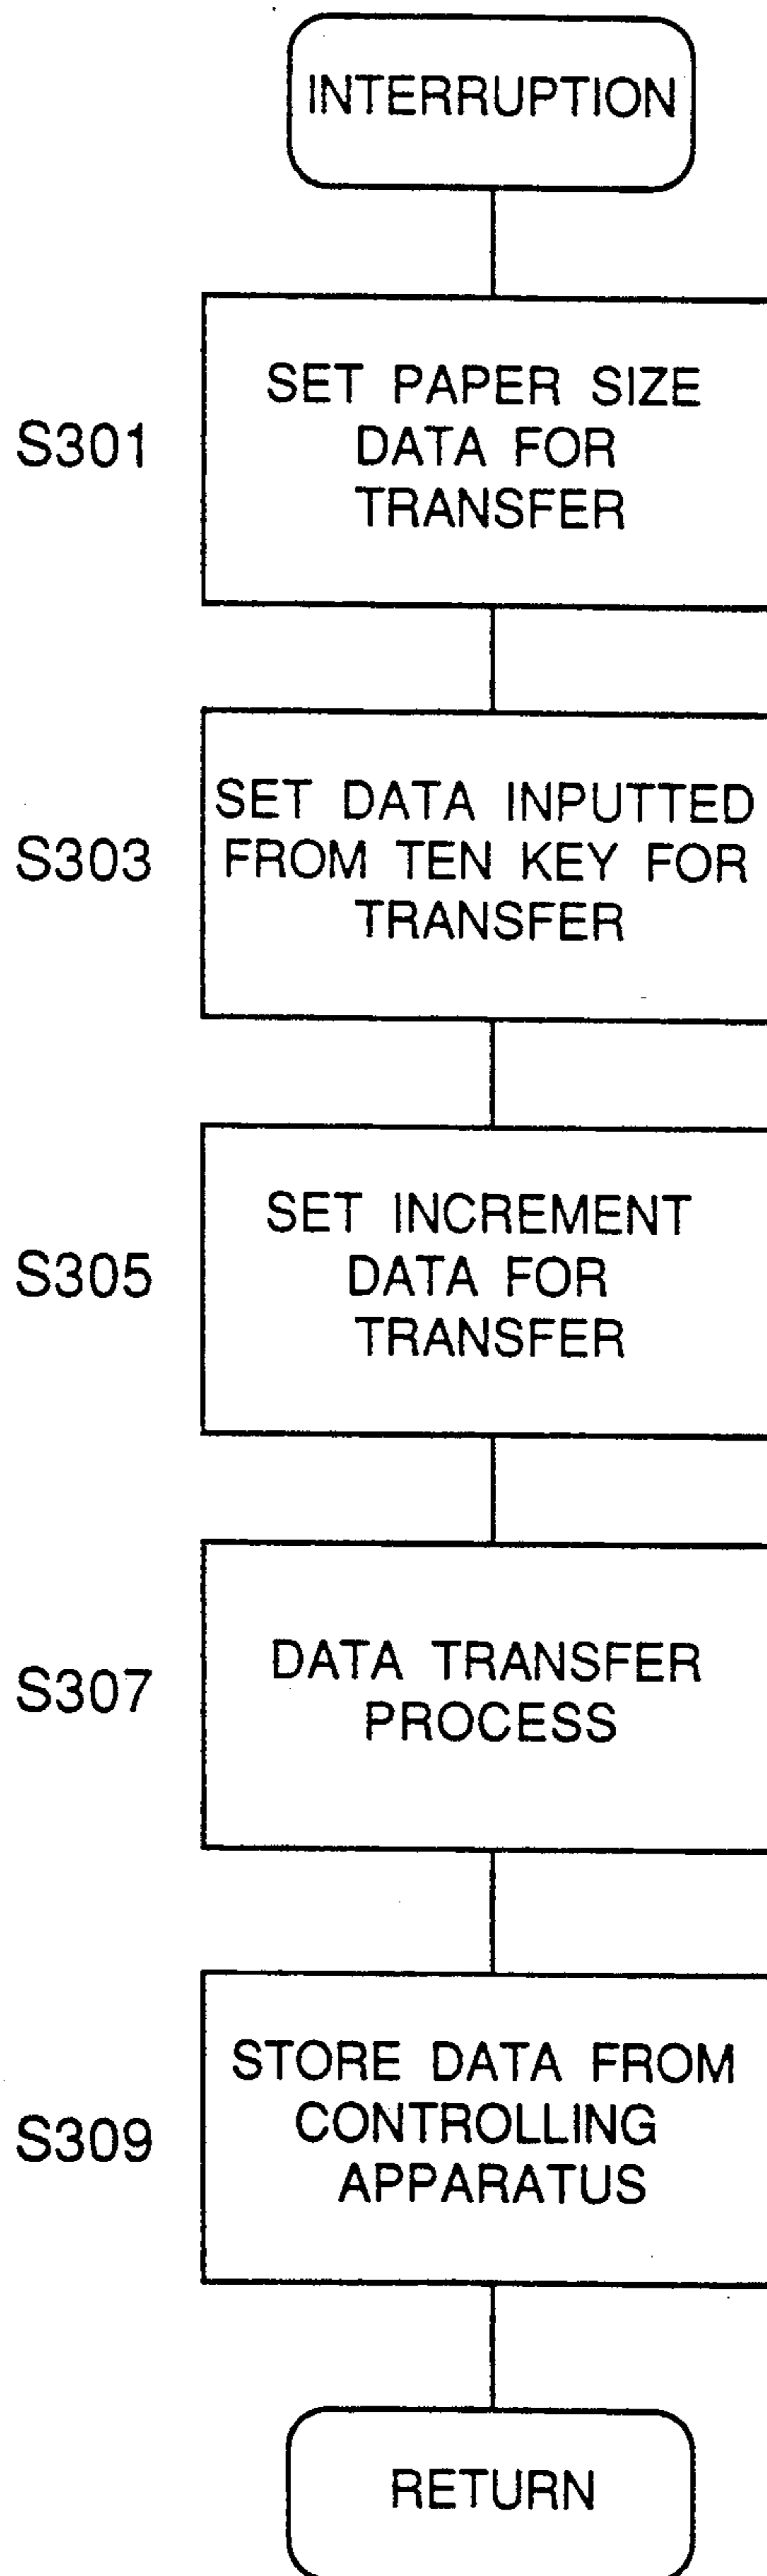 INTERRUPTION
S301
SET PAPER SIZE
DATA FOR
TRANSFER
S303
SET DATA INPUTTED
FROM TEN KEY FOR
TRANSFER
S305
SET INCREMENT
DATA FOR
TRANSFER
S307
DATA TRANSFER
PROCESS
S309
STORE DATA FROM
CONTROLLING
APPARATUS
RETURN